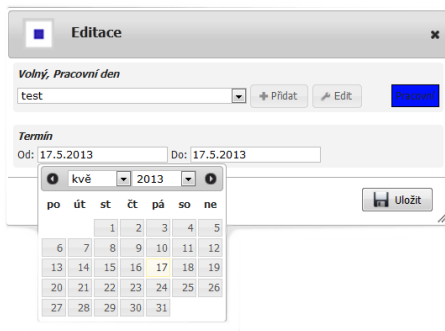 Editace
Volný, Pracovní den
test
Přidat
Edit
Termín
Od: 17.5.2013 Do: 17.5.2013
kvě 2013
po út st čt pá so ne
1 2 3 4 5
6 7 8 9 10 11 12
13 14 15 16 17 18 19
20 21 22 23 24 25 26
27 28 29 30 31
Uložit